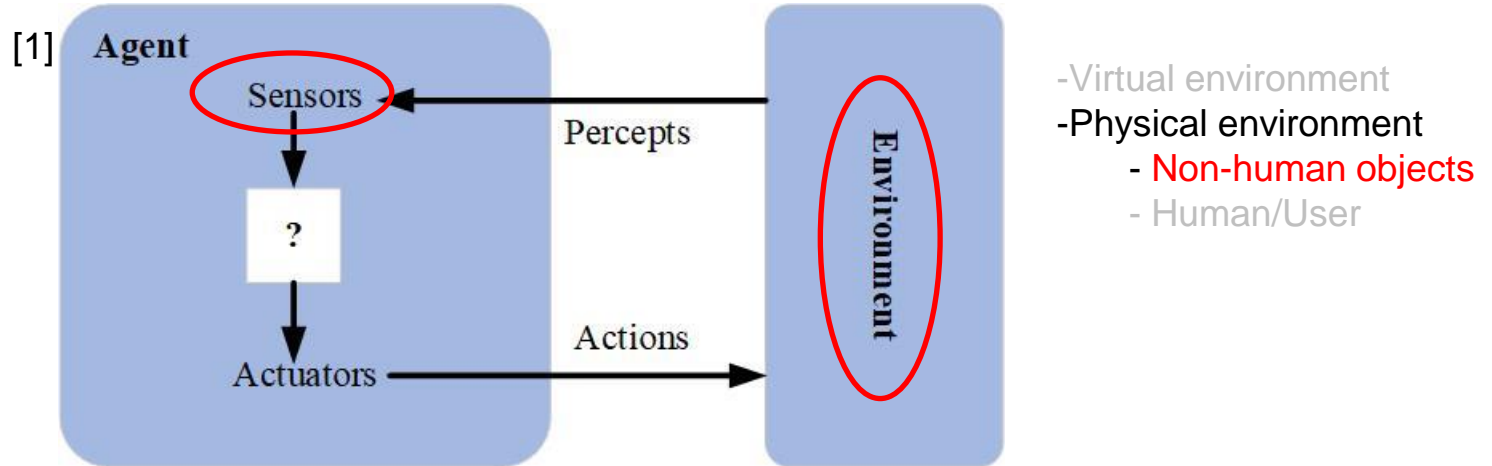 [1]
Agent
Sensors
Percepts
?
Actions
Actuators
Environment
-Virtual environment
-Physical environment
- Non-human objects
- Human/User